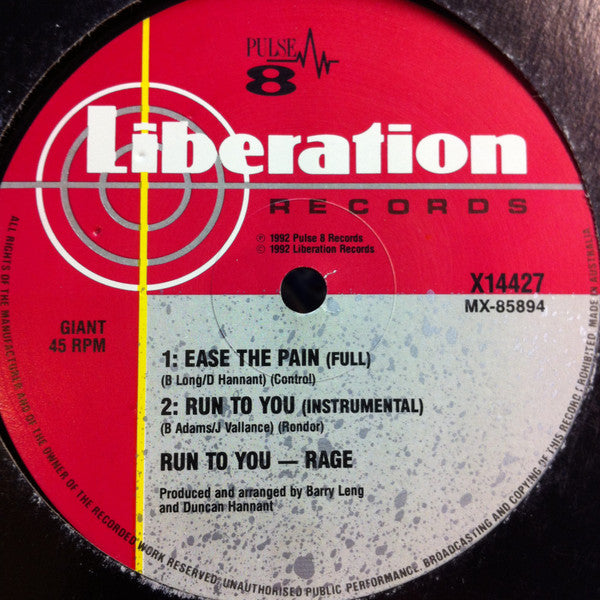 PULSE
8
Liberation
RECORDS
℗ 1992 Pulse 8 Records
© 1992 Liberation Records
X14427
MX-85894
GIANT
45 RPM
1: EASE THE PAIN (FULL)
(B Long/D Hannant) (Control)
2: RUN TO YOU (INSTRUMENTAL)
(B Adams/J Vallance) (Rondor)
RUN TO YOU — RAGE
Produced and arranged by Barry Leng
and Duncan Hannant
ALL RIGHTS OF THE MANUFACTURER AND OF THE OWNER OF THE RECORDED WORK RESERVED. UNAUTHORISED PUBLIC PERFORMANCE, BROADCASTING AND COPYING OF THIS RECORD PROHIBITED. MADE IN AUSTRALIA